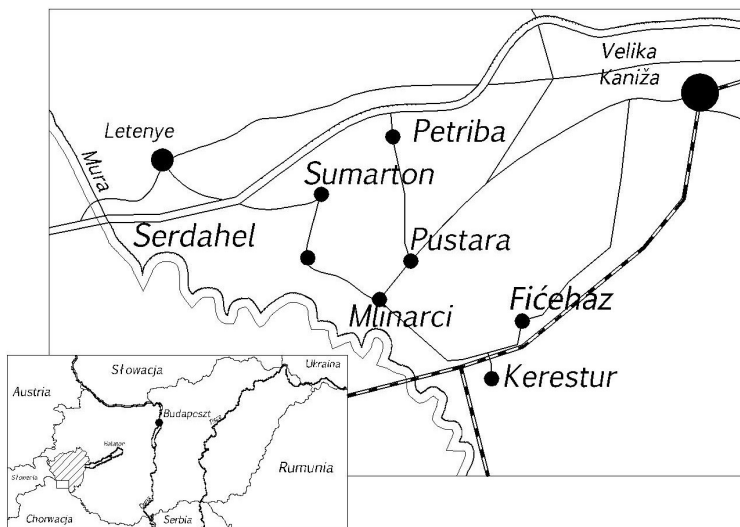 Velika
Kaniža
Letenye
Petriba
Mura
Sumarton
Serdahel
Pustara
Mlinarci
Fićehaz
Kerestur
Słowacja
Ukraina
Austria
Budapeszt
Balaton
Słowenia
Rumunia
Chorwacja
Serbia